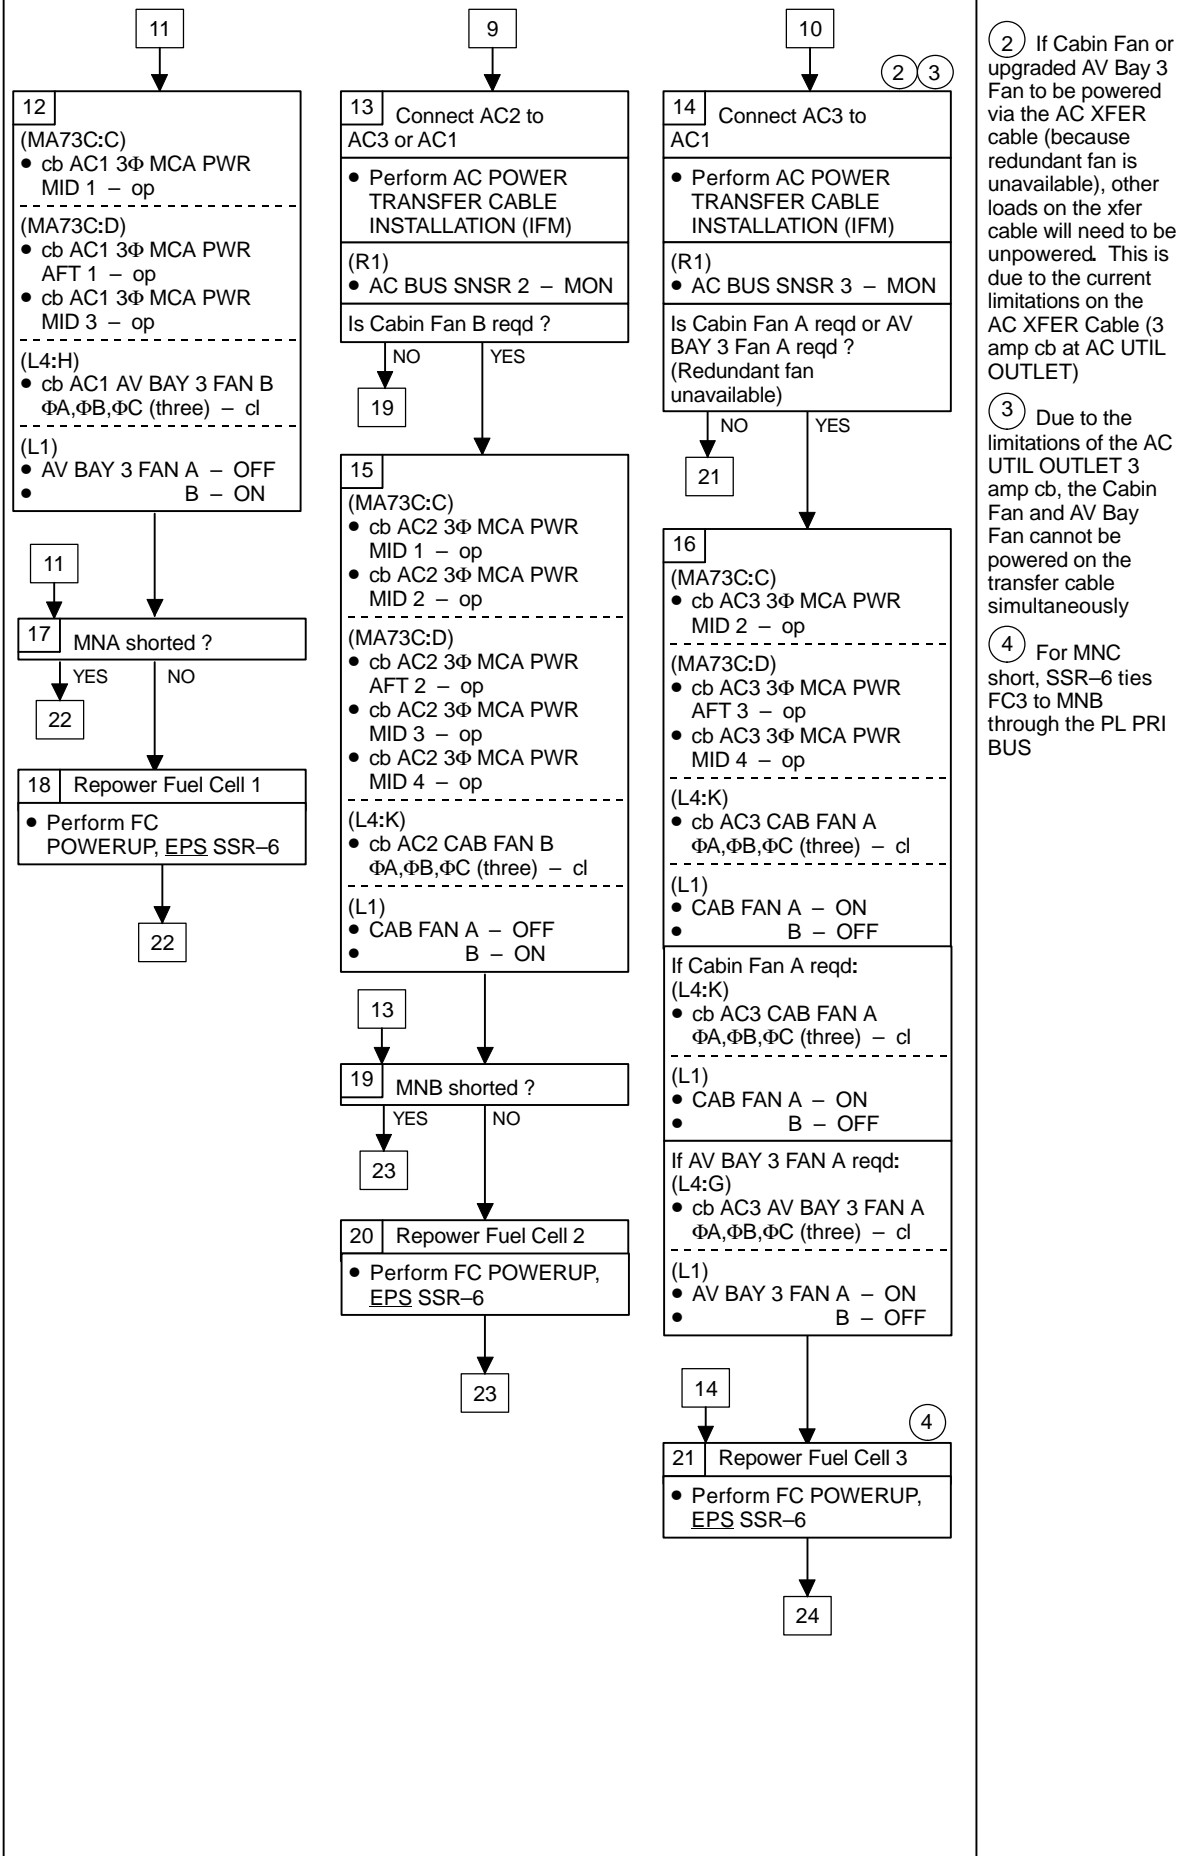 11
12
(MA73C:C)
● cb AC1 3Φ MCA PWR
MID 1 – op
(MA73C:D)
● cb AC1 3Φ MCA PWR
AFT 1 – op
● cb AC1 3Φ MCA PWR
MID 3 – op
(L4:H)
● cb AC1 AV BAY 3 FAN B
ΦA,ΦB,ΦC (three) – cl
(L1)
● AV BAY 3 FAN A – OFF
● B – ON
11
17 MNA shorted ?
YES NO
22
18 Repower Fuel Cell 1
● Perform FC
POWERUP, EPS SSR–6
22
9
13 Connect AC2 to
AC3 or AC1
● Perform AC POWER
TRANSFER CABLE
INSTALLATION (IFM)
(R1)
● AC BUS SNSR 2 – MON
Is Cabin Fan B reqd ?
NO YES
19
15
(MA73C:C)
● cb AC2 3Φ MCA PWR
MID 1 – op
● cb AC2 3Φ MCA PWR
MID 2 – op
(MA73C:D)
● cb AC2 3Φ MCA PWR
AFT 2 – op
● cb AC2 3Φ MCA PWR
MID 3 – op
● cb AC2 3Φ MCA PWR
MID 4 – op
(L4:K)
● cb AC2 CAB FAN B
ΦA,ΦB,ΦC (three) – cl
(L1)
● CAB FAN A – OFF
● B – ON
13
19 MNB shorted ?
YES NO
23
20 Repower Fuel Cell 2
● Perform FC POWERUP,
EPS SSR–6
23
10
2 3
14 Connect AC3 to
AC1
● Perform AC POWER
TRANSFER CABLE
INSTALLATION (IFM)
(R1)
● AC BUS SNSR 3 – MON
Is Cabin Fan A reqd or AV
BAY 3 Fan A reqd ?
(Redundant fan
unavailable)
NO YES
21
16
(MA73C:C)
● cb AC3 3Φ MCA PWR
MID 2 – op
(MA73C:D)
● cb AC3 3Φ MCA PWR
AFT 3 – op
● cb AC3 3Φ MCA PWR
MID 4 – op
(L4:K)
● cb AC3 CAB FAN A
ΦA,ΦB,ΦC (three) – cl
(L1)
● CAB FAN A – ON
● B – OFF
If Cabin Fan A reqd:
(L4:K)
● cb AC3 CAB FAN A
ΦA,ΦB,ΦC (three) – cl
(L1)
● CAB FAN A – ON
● B – OFF
If AV BAY 3 FAN A reqd:
(L4:G)
● cb AC3 AV BAY 3 FAN A
ΦA,ΦB,ΦC (three) – cl
(L1)
● AV BAY 3 FAN A – ON
● B – OFF
14
4
21 Repower Fuel Cell 3
● Perform FC POWERUP,
EPS SSR–6
24
2 If Cabin Fan or
upgraded AV Bay 3
Fan to be powered
via the AC XFER
cable (because
redundant fan is
unavailable), other
loads on the xfer
cable will need to be
unpowered. This is
due to the current
limitations on the
AC XFER Cable (3
amp cb at AC UTIL
OUTLET)
3 Due to the
limitations of the AC
UTIL OUTLET 3
amp cb, the Cabin
Fan and AV Bay
Fan cannot be
powered on the
transfer cable
simultaneously
4 For MNC
short, SSR–6 ties
FC3 to MNB
through the PL PRI
BUS